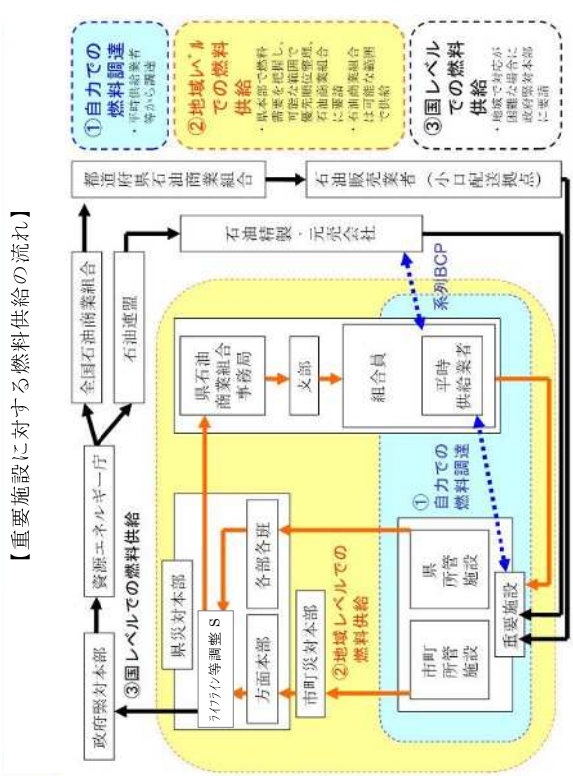 【重要施設に対する燃料供給の流れ】
政府緊対本部
資源エネルギー庁
全国石油商業組合
石油連盟
都道府県石油商業組合
石油販売業者（小口配送拠点）
石油精製・元売会社
③国レベルでの燃料供給
県災対本部
ライフライン等調整S
方面本部
各部各班
市町災対本部
②地域レベルでの
燃料供給
県石油
商業組合
事務局
支部
組合員
平時
供給業者
系列BCP
①
自力での
燃料調達
市町
所管
施設
県
所管
施設
重要施設
①自力での
燃料調達
・平時供給業者
等から調達
②地域レベル
での燃料
供給
・県本部で燃料
需要を把握し、
可能な範囲で
優先順位整理、
石油商業組合
に要請
・石油商業組合
は可能な範囲
で供給
③国レベル
での燃料
供給
・地域で対応が
困難な場合に
政府緊対本部
に要請